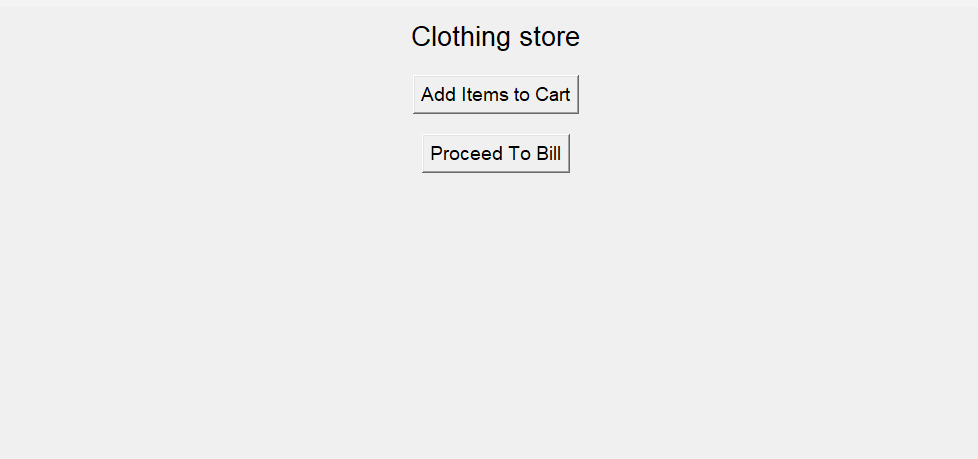 Clothing store
Add Items to Cart
Proceed To Bill